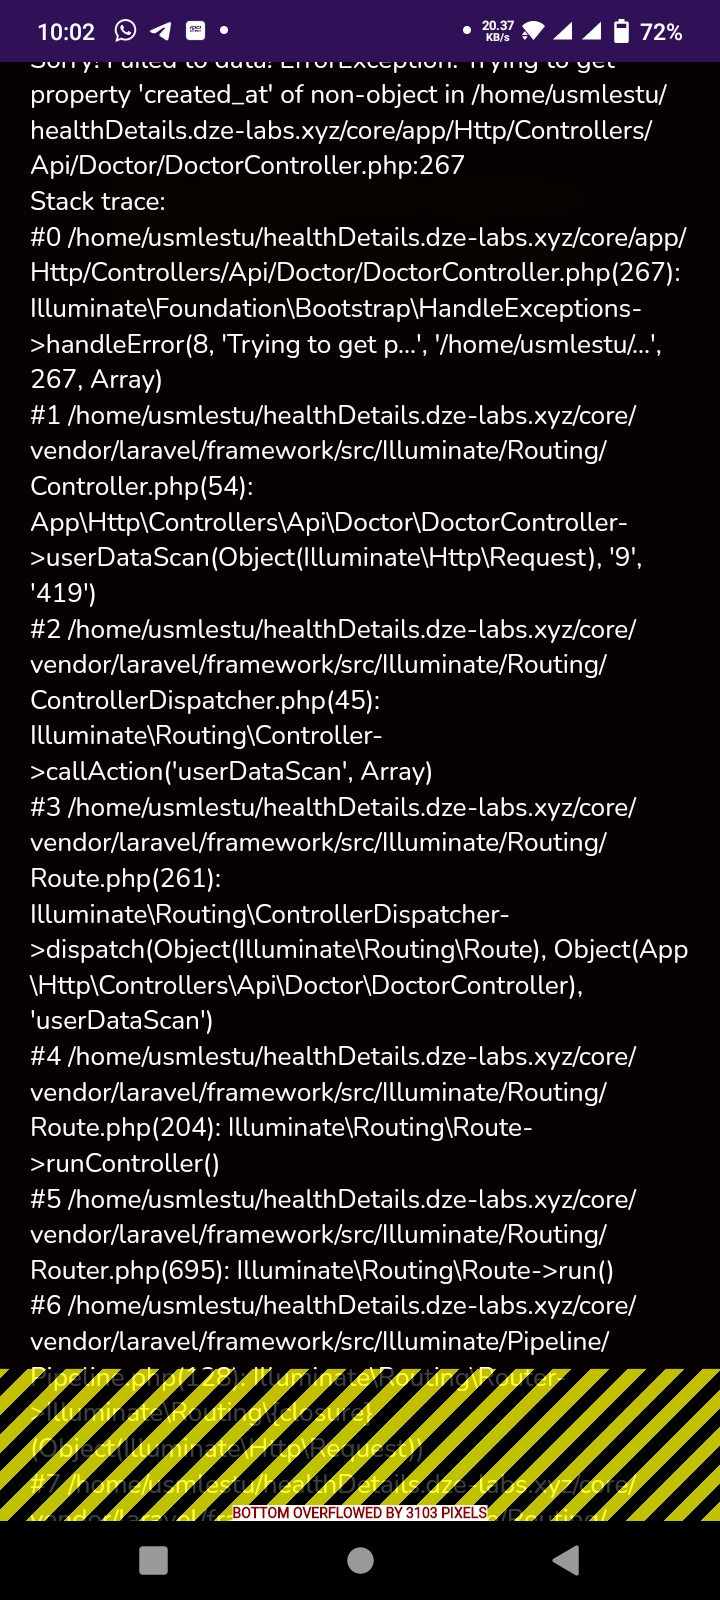 10:02
20.37
KB/s
72%
Sorry! Failed to data! ErrorException: Trying to get
property 'created_at' of non-object in /home/usmlestu/
healthDetails.dze-labs.xyz/core/app/Http/Controllers/
Api/Doctor/DoctorController.php:267
Stack trace:
#0 /home/usmlestu/healthDetails.dze-labs.xyz/core/app/
Http/Controllers/Api/Doctor/DoctorController.php(267):
Illuminate\Foundation\Bootstrap\HandleExceptions-
>handleError(8, 'Trying to get p...', '/home/usmlestu/...',
267, Array)
#1 /home/usmlestu/healthDetails.dze-labs.xyz/core/
vendor/laravel/framework/src/Illuminate/Routing/
Controller.php(54):
App\Http\Controllers\Api\Doctor\DoctorController-
>userDataScan(Object(Illuminate\Http\Request), '9',
'419')
#2 /home/usmlestu/healthDetails.dze-labs.xyz/core/
vendor/laravel/framework/src/Illuminate/Routing/
ControllerDispatcher.php(45):
Illuminate\Routing\Controller-
>callAction('userDataScan', Array)
#3 /home/usmlestu/healthDetails.dze-labs.xyz/core/
vendor/laravel/framework/src/Illuminate/Routing/
Route.php(261):
Illuminate\Routing\ControllerDispatcher-
>dispatch(Object(Illuminate\Routing\Route), Object(App
\Http\Controllers\Api\Doctor\DoctorController),
'userDataScan')
#4 /home/usmlestu/healthDetails.dze-labs.xyz/core/
vendor/laravel/framework/src/Illuminate/Routing/
Route.php(204): Illuminate\Routing\Route-
>runController()
#5 /home/usmlestu/healthDetails.dze-labs.xyz/core/
vendor/laravel/framework/src/Illuminate/Routing/
Router.php(695): Illuminate\Routing\Route->run()
#6 /home/usmlestu/healthDetails.dze-labs.xyz/core/
vendor/laravel/framework/src/Illuminate/Pipeline/
Pipeline.php(128): Illuminate\Routing\Router-
>Illuminate\Routing\{closure}
(Object(Illuminate\Http\Request))
#7 /home/usmlestu/healthDetails.dze-labs.xyz/core/
BOTTOM OVERFLOWED BY 3103 PIXELS